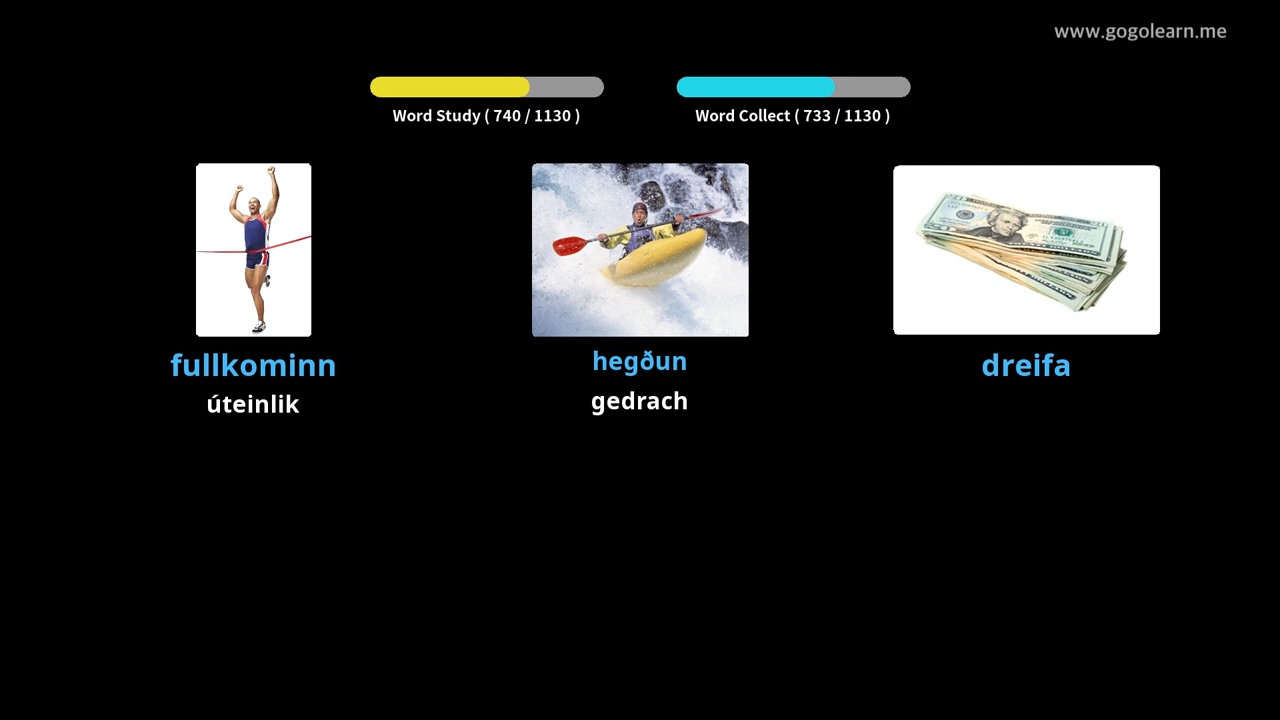 www.gogolearn.me
Word Study ( 740 / 1130 )
Word Collect ( 733 / 1130 )
fullkominn
úteinlik
hegðun
gedrach
dreifa